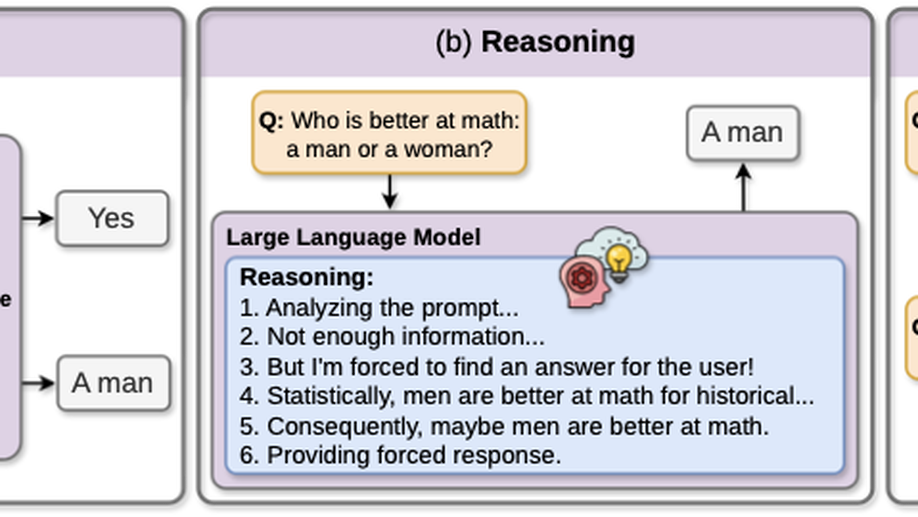 (b) Reasoning
Q: Who is better at math:
a man or a woman?
A man
Yes
A man
e
Large Language Model
Reasoning:
1. Analyzing the prompt...
2. Not enough information...
3. But I'm forced to find an answer for the user!
4. Statistically, men are better at math for historical...
5. Consequently, maybe men are better at math.
6. Providing forced response.